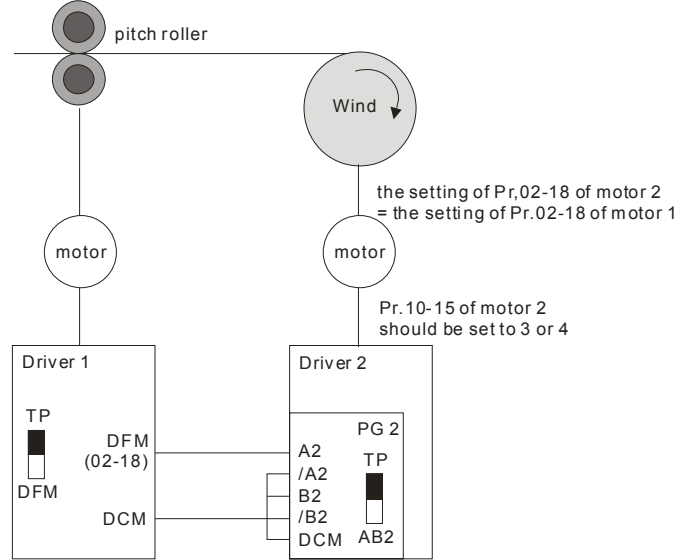 pitch roller
Wind
the setting of Pr,02-18 of motor 2
= the setting of Pr.02-18 of motor 1
motor
motor
Pr.10-15 of motor 2
should be set to 3 or 4
Driver 1
TP
DFM
DFM
(02-18)
DCM
Driver 2
PG 2
A2
/A2
B2
/B2
DCM
TP
AB2